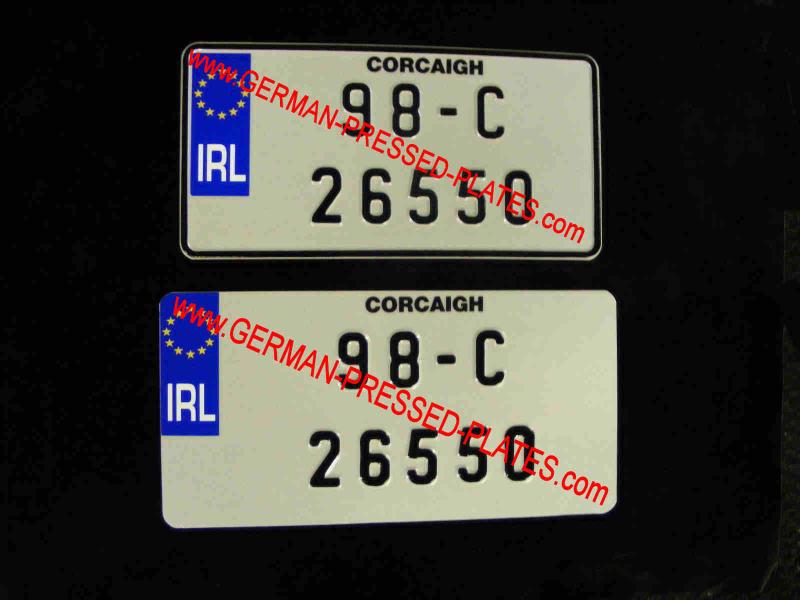 CORCAIGH
98-C
IRL
26550
www.GERMAN-PRESSED-PLATES.com
CORCAIGH
98-C
IRL
26550
www.GERMAN-PRESSED-PLATES.com